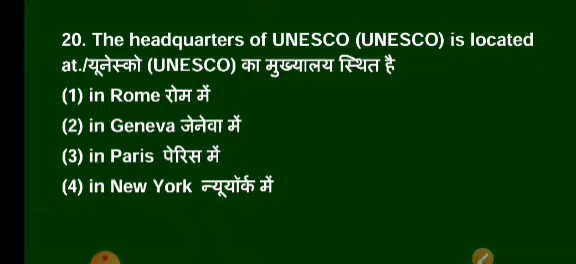 20. The headquarters of UNESCO (UNESCO) is located
at./यूनेस्को (UNESCO) का मुख्यालय स्थित है
(1) in Rome रोम में
(2) in Geneva जेनेवा में
(3) in Paris पेरिस में
(4) in New York न्यूयॉर्क में